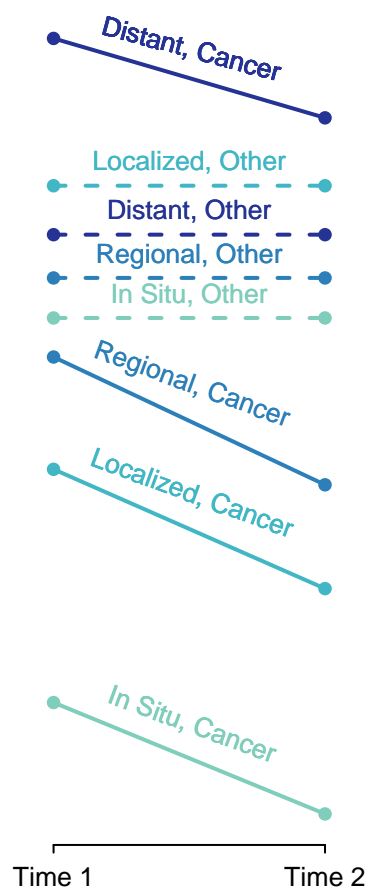 Distant, Cancer
Localized, Other
Distant, Other
Regional, Other
In Situ, Other
Regional, Cancer
Localized, Cancer
In Situ, Cancer
Time 1
Time 2